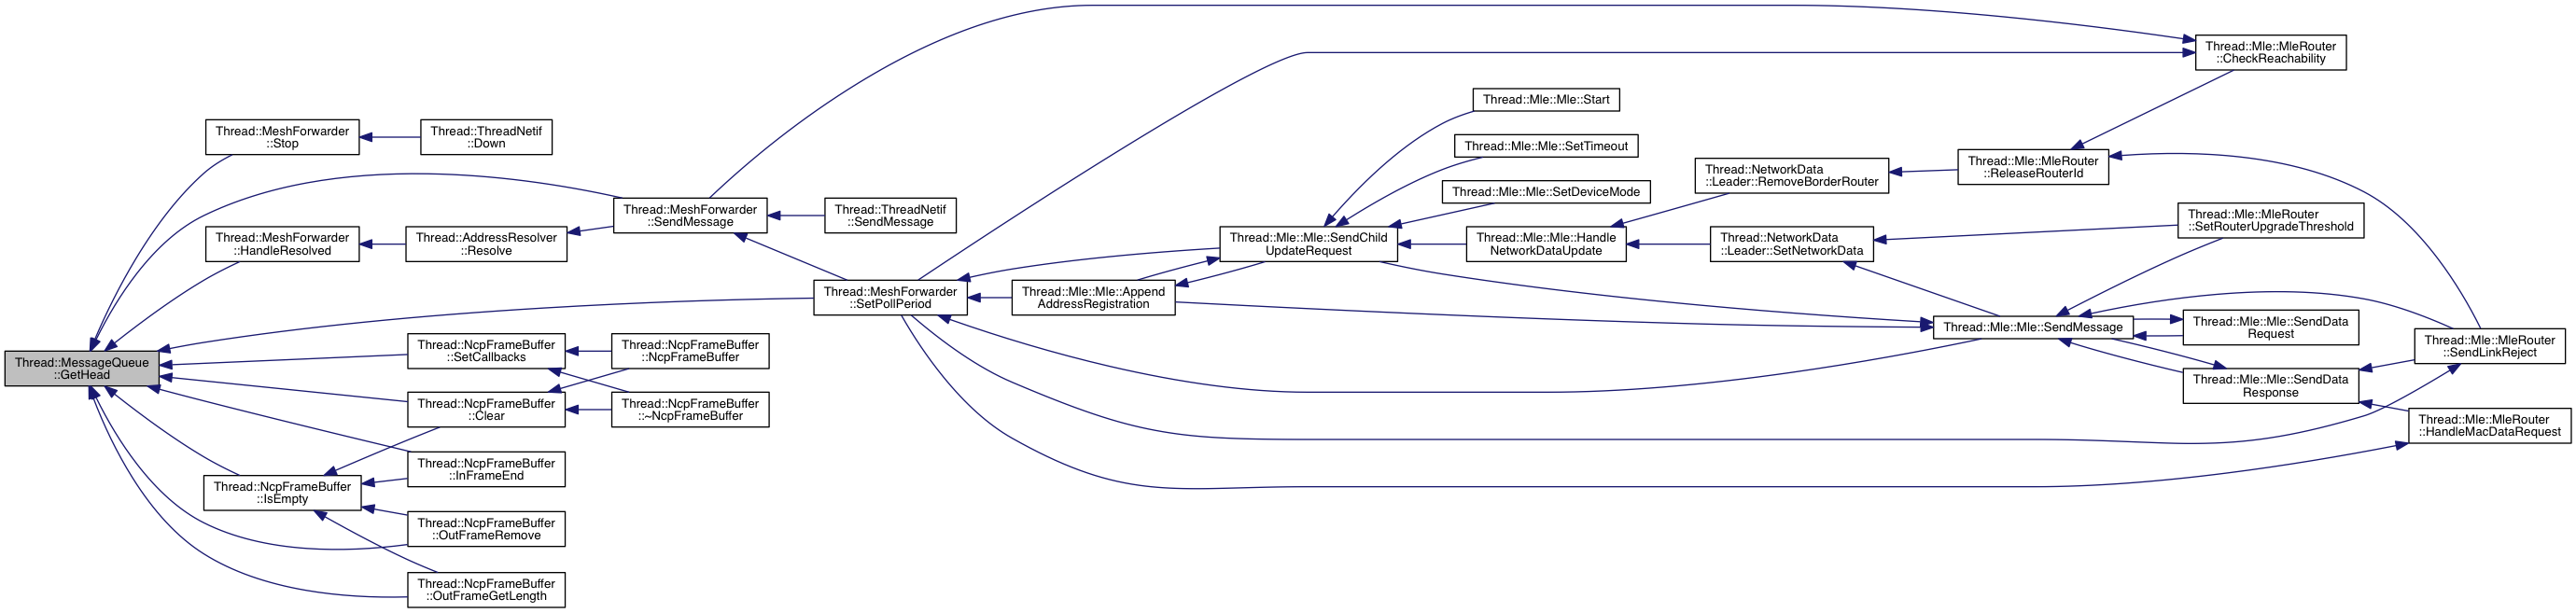 Thread::Mle::MleRouter
::CheckReachability
Thread::Mle::Mle::Start
Thread::MeshForwarder
::Stop
Thread::ThreadNetif
::Down
Thread::Mle::Mle::SetTimeout
Thread::NetworkData
::Leader::RemoveBorderRouter
Thread::Mle::MleRouter
::ReleaseRouterId
Thread::Mle::Mle::SetDeviceMode
Thread::MeshForwarder
::SendMessage
Thread::ThreadNetif
::SendMessage
Thread::Mle::MleRouter
::SetRouterUpgradeThreshold
Thread::MeshForwarder
::HandleResolved
Thread::AddressResolver
::Resolve
Thread::Mle::Mle::SendChild
UpdateRequest
Thread::Mle::Mle::Handle
NetworkDataUpdate
Thread::NetworkData
::Leader::SetNetworkData
Thread::MeshForwarder
::SetPollPeriod
Thread::Mle::Mle::Append
AddressRegistration
Thread::Mle::Mle::SendMessage
Thread::Mle::Mle::SendData
Request
Thread::Mle::MleRouter
::SendLinkReject
Thread::MessageQueue
::GetHead
Thread::NcpFrameBuffer
::SetCallbacks
Thread::NcpFrameBuffer
::NcpFrameBuffer
Thread::Mle::Mle::SendData
Response
Thread::NcpFrameBuffer
::Clear
Thread::NcpFrameBuffer
::~NcpFrameBuffer
Thread::Mle::MleRouter
::HandleMacDataRequest
Thread::NcpFrameBuffer
::InFrameEnd
Thread::NcpFrameBuffer
::IsEmpty
Thread::NcpFrameBuffer
::OutFrameRemove
Thread::NcpFrameBuffer
::OutFrameGetLength